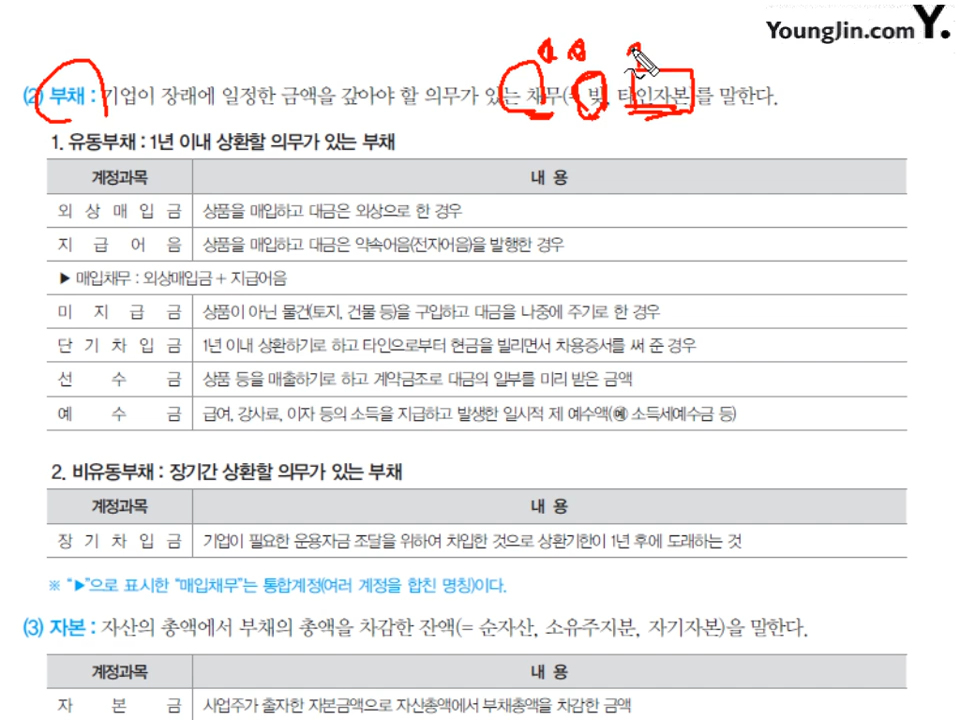 YoungJin.com Y.
(2) 부채 : 기업이 장래에 일정한 금액을 갚아야 할 의무가 있는 채무(= 빚, 타인자본)를 말한다.
1. 유동부채 : 1년 이내 상환할 의무가 있는 부채
계정과목 내 용
외 상 매 입 금 상품을 매입하고 대금은 외상으로 한 경우
지 급 어 음 상품을 매입하고 대금은 약속어음(전자어음)을 발행한 경우
▶ 매입채무 : 외상매입금 + 지급어음
미 지 급 금 상품이 아닌 물건(토지, 건물 등)을 구입하고 대금을 나중에 주기로 한 경우
단 기 차 입 금 1년 이내 상환하기로 하고 타인으로부터 현금을 빌리면서 차용증서를 써 준 경우
선 수 금 상품 등을 매출하기로 하고 계약금조로 대금의 일부를 미리 받은 금액
예 수 금 급여, 강사료, 이자 등의 소득을 지급하고 발생한 일시적 제 예수액(예 소득세예수금 등)
2. 비유동부채 : 장기간 상환할 의무가 있는 부채
계정과목 내 용
장 기 차 입 금 기업이 필요한 운용자금 조달을 위하여 차입한 것으로 상환기한이 1년 후에 도래하는 것
※ “▶”으로 표시한 “매입채무”는 통합계정(여러 계정을 합친 명칭)이다.
(3) 자본 : 자산의 총액에서 부채의 총액을 차감한 잔액(= 순자산, 소유주지분, 자기자본)을 말한다.
계정과목 내 용
자 본 금 사업주가 출자한 자본금액으로 자산총액에서 부채총액을 차감한 금액